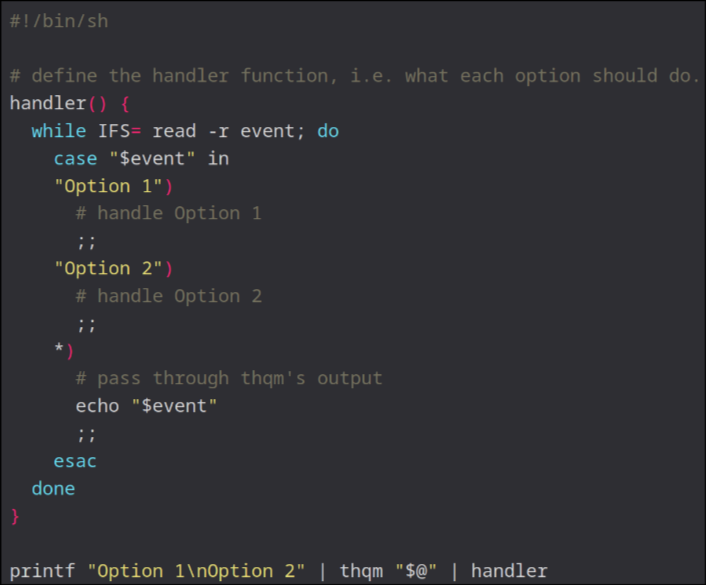 #!/bin/sh

# define the handler function, i.e. what each option should do.
handler() {
  while IFS= read -r event; do
    case "$event" in
    "Option 1")
      # handle Option 1
      ;;
    "Option 2")
      # handle Option 2
      ;;
    *)
      # pass through thqm's output
      echo "$event"
      ;;
    esac
  done
}

printf "Option 1\nOption 2" | thqm "$@" | handler